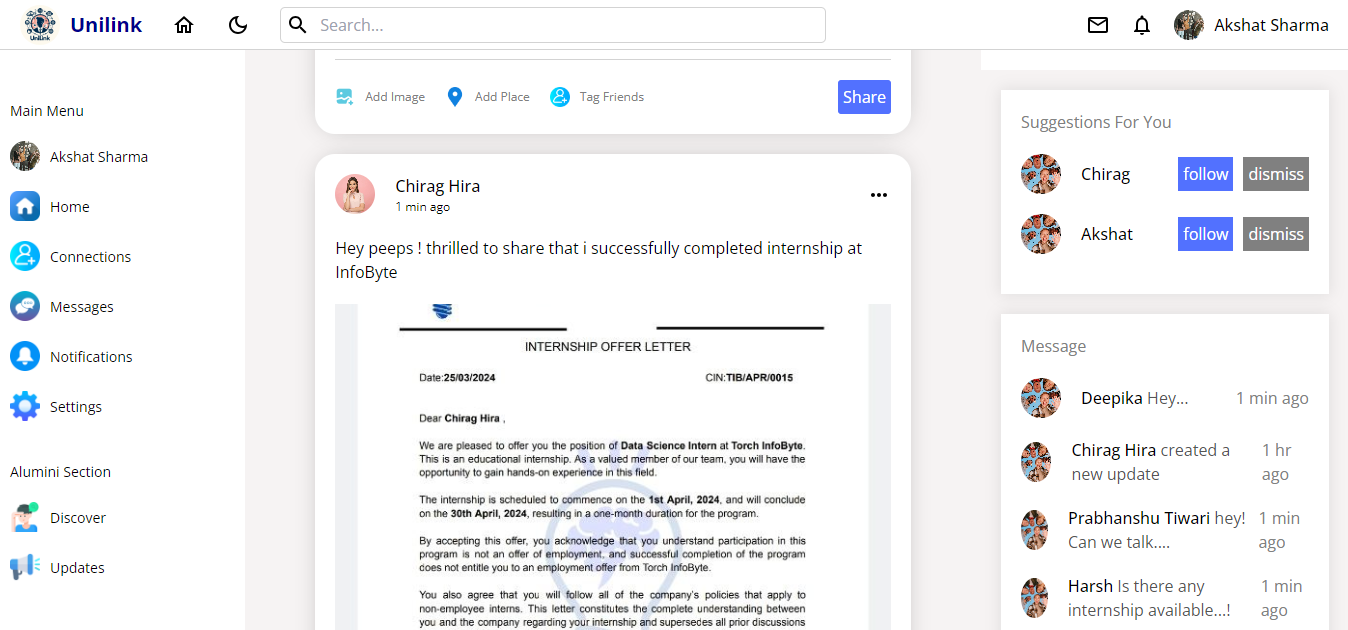 UniLink
Unilink
Search...
Akshat Sharma
Main Menu
Akshat Sharma
Home
Connections
Messages
Notifications
Settings
Alumini Section
Discover
Updates
Add Image
Add Place
Tag Friends
Share
Chirag Hira
1 min ago
Hey peeps ! thrilled to share that i successfully completed internship at
InfoByte
INTERNSHIP OFFER LETTER
Date:25/03/2024
CIN:TIB/APR/0015
Dear Chirag Hira ,
We are pleased to offer you the position of Data Science Intern at Torch InfoByte.
This is an educational internship. As a valued member of our team, you will have the
opportunity to gain hands-on experience in this field.
The internship is scheduled to commence on the 1st April, 2024, and will conclude
on the 30th April, 2024, resulting in a one-month duration for the program.
By accepting this offer, you acknowledge that you understand participation in this
program is not an offer of employment, and successful completion of the program
does not entitle you to an employment offer from Torch InfoByte.
You also agree that you will follow all of the company's policies that apply to
non-employee interns. This letter constitutes the complete understanding between
you and the company regarding your internship and supersedes all prior discussions
Suggestions For You
Chirag
follow
dismiss
Akshat
follow
dismiss
Message
Deepika Hey...
1 min ago
Chirag Hira created a
new update
1 hr
ago
Prabhanshu Tiwari hey!
Can we talk....
1 min
ago
Harsh Is there any
internship available...!
1 min
ago